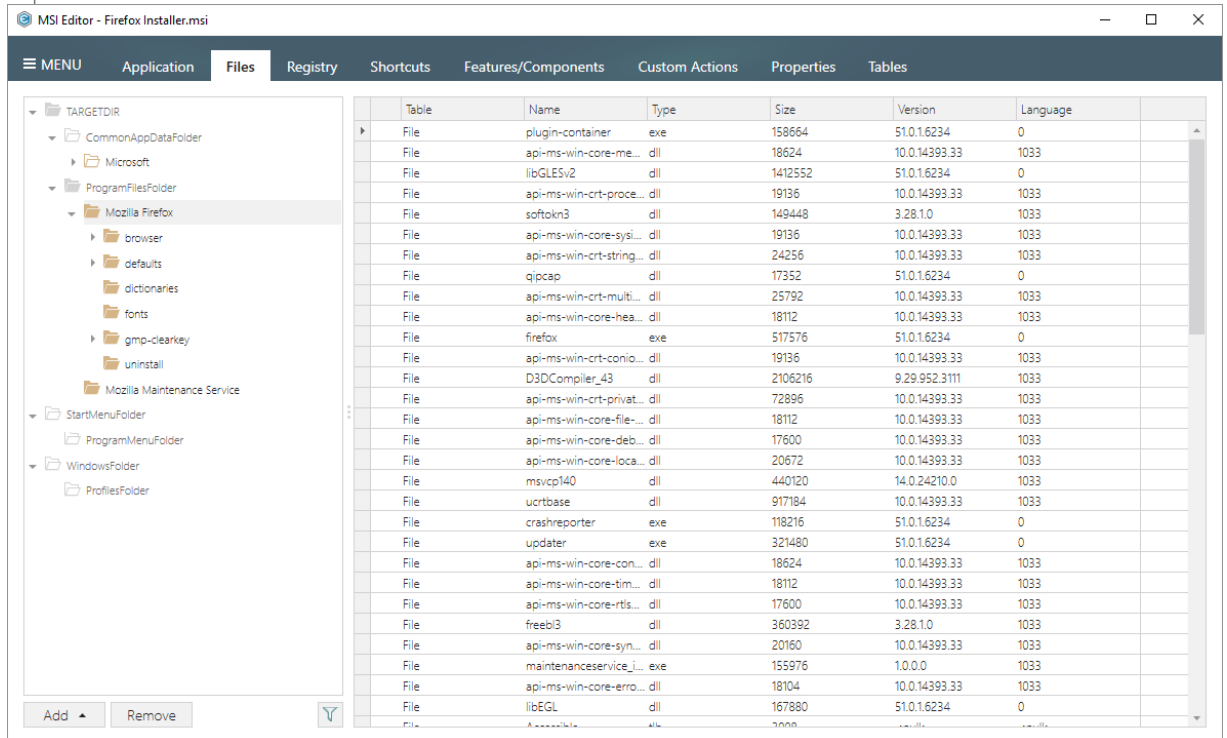 MSI Editor - Firefox Installer.msi
MENU Application Files Registry Shortcuts Features/Components Custom Actions Properties Tables
TARGETDIR
CommonAppDataFolder
Microsoft
ProgramFilesFolder
Mozilla Firefox
browser
defaults
dictionaries
fonts
gmp-clearkey
uninstall
Mozilla Maintenance Service
StartMenuFolder
ProgramMenuFolder
WindowsFolder
ProfilesFolder
Add Remove
Table Name Type Size Version Language
File plugin-container exe 158664 51.0.1.6234 0
File api-ms-win-core-me... dll 18624 10.0.14393.33 1033
File libGLESv2 dll 1412552 51.0.1.6234 0
File api-ms-win-crt-proce... dll 19136 10.0.14393.33 1033
File softokn3 dll 149448 3.28.1.0 1033
File api-ms-win-core-sysi... dll 19136 10.0.14393.33 1033
File api-ms-win-crt-string... dll 24256 10.0.14393.33 1033
File qipcap dll 17352 51.0.1.6234 0
File api-ms-win-crt-multi... dll 25792 10.0.14393.33 1033
File api-ms-win-core-hea... dll 18112 10.0.14393.33 1033
File firefox exe 517576 51.0.1.6234 0
File api-ms-win-crt-conio... dll 19136 10.0.14393.33 1033
File D3DCompiler_43 dll 2106216 9.29.952.3111 1033
File api-ms-win-crt-privat... dll 72896 10.0.14393.33 1033
File api-ms-win-core-file-... dll 18112 10.0.14393.33 1033
File api-ms-win-core-deb... dll 17600 10.0.14393.33 1033
File api-ms-win-core-loca... dll 20672 10.0.14393.33 1033
File msvcp140 dll 440120 14.0.24210.0 1033
File ucrtbase dll 917184 10.0.14393.33 1033
File crashreporter exe 118216 51.0.1.6234 0
File updater exe 321480 51.0.1.6234 0
File api-ms-win-core-con... dll 18624 10.0.14393.33 1033
File api-ms-win-core-tim... dll 18112 10.0.14393.33 1033
File api-ms-win-core-rtls... dll 17600 10.0.14393.33 1033
File freebl3 dll 360392 3.28.1.0 1033
File api-ms-win-core-syn... dll 20160 10.0.14393.33 1033
File maintenanceservice_i... exe 155976 1.0.0.0 1033
File api-ms-win-core-erro... dll 18104 10.0.14393.33 1033
File libEGL dll 167880 51.0.1.6234 0